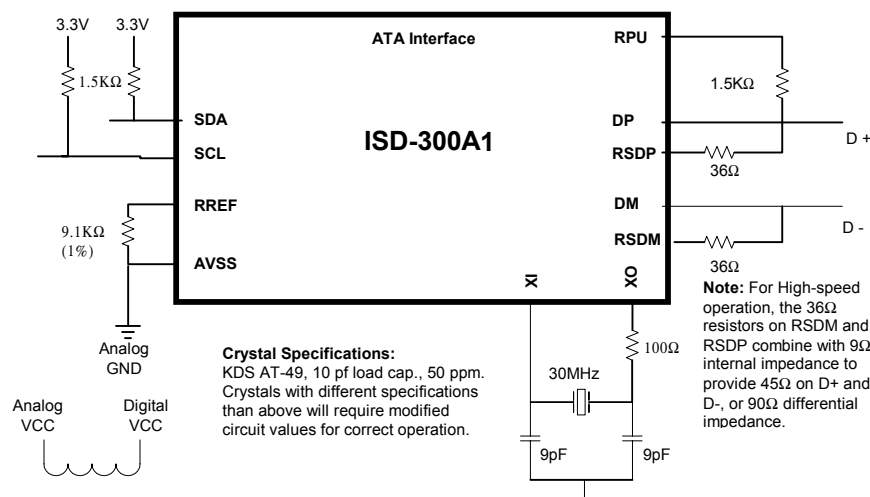 3.3V 3.3V
ATA Interface
RPU
1.5KΩ
1.5KΩ
SDA
DP
D +
ISD-300A1
SCL
RSDP
36Ω
RREF
DM
9.1KΩ
(1%)
D -
RSDM
AVSS
36Ω
XI
XO
Analog
GND
100Ω
30MHz
9pF
9pF
Note: For High-speed
operation, the 36Ω
resistors on RSDM and
RSDP combine with 9Ω
internal impedance to
provide 45Ω on D+ and
D-, or 90Ω differential
impedance.
Crystal Specifications:
KDS AT-49, 10 pf load cap., 50 ppm.
Crystals with different specifications
than above will require modified
circuit values for correct operation.
Analog
VCC
Digital
VCC